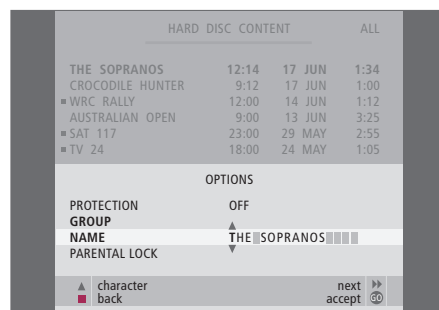 HARD DISC CONTENT ALL
THE SOPRANOS 12:14 17 JUN 1:34
CROCODILE HUNTER 9:12 17 JUN 1:00
WRC RALLY 12:00 14 JUN 1:12
AUSTRALIAN OPEN 9:00 13 JUN 3:25
SAT 117 23:00 29 MAY 2:55
TV 24 18:00 24 MAY 1:05
OPTIONS
PROTECTION OFF
GROUP
NAME THE SOPRANOS
PARENTAL LOCK
character next
back accept GO